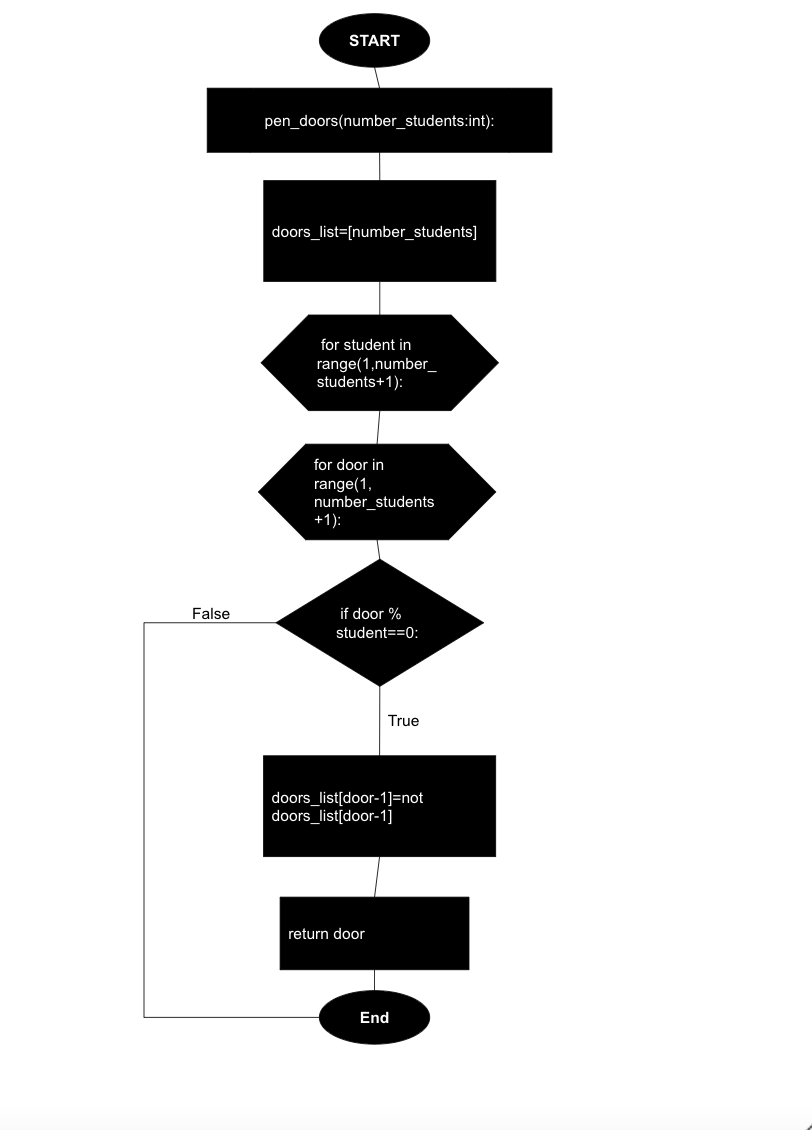 START
pen_doors(number_students:int):
doors_list=[number_students]
for student in
range(1,number_
students+1):
for door in
range(1,
number_students
+1):
if door %
student==0:
False
True
doors_list[door-1]=not
doors_list[door-1]
return door
End